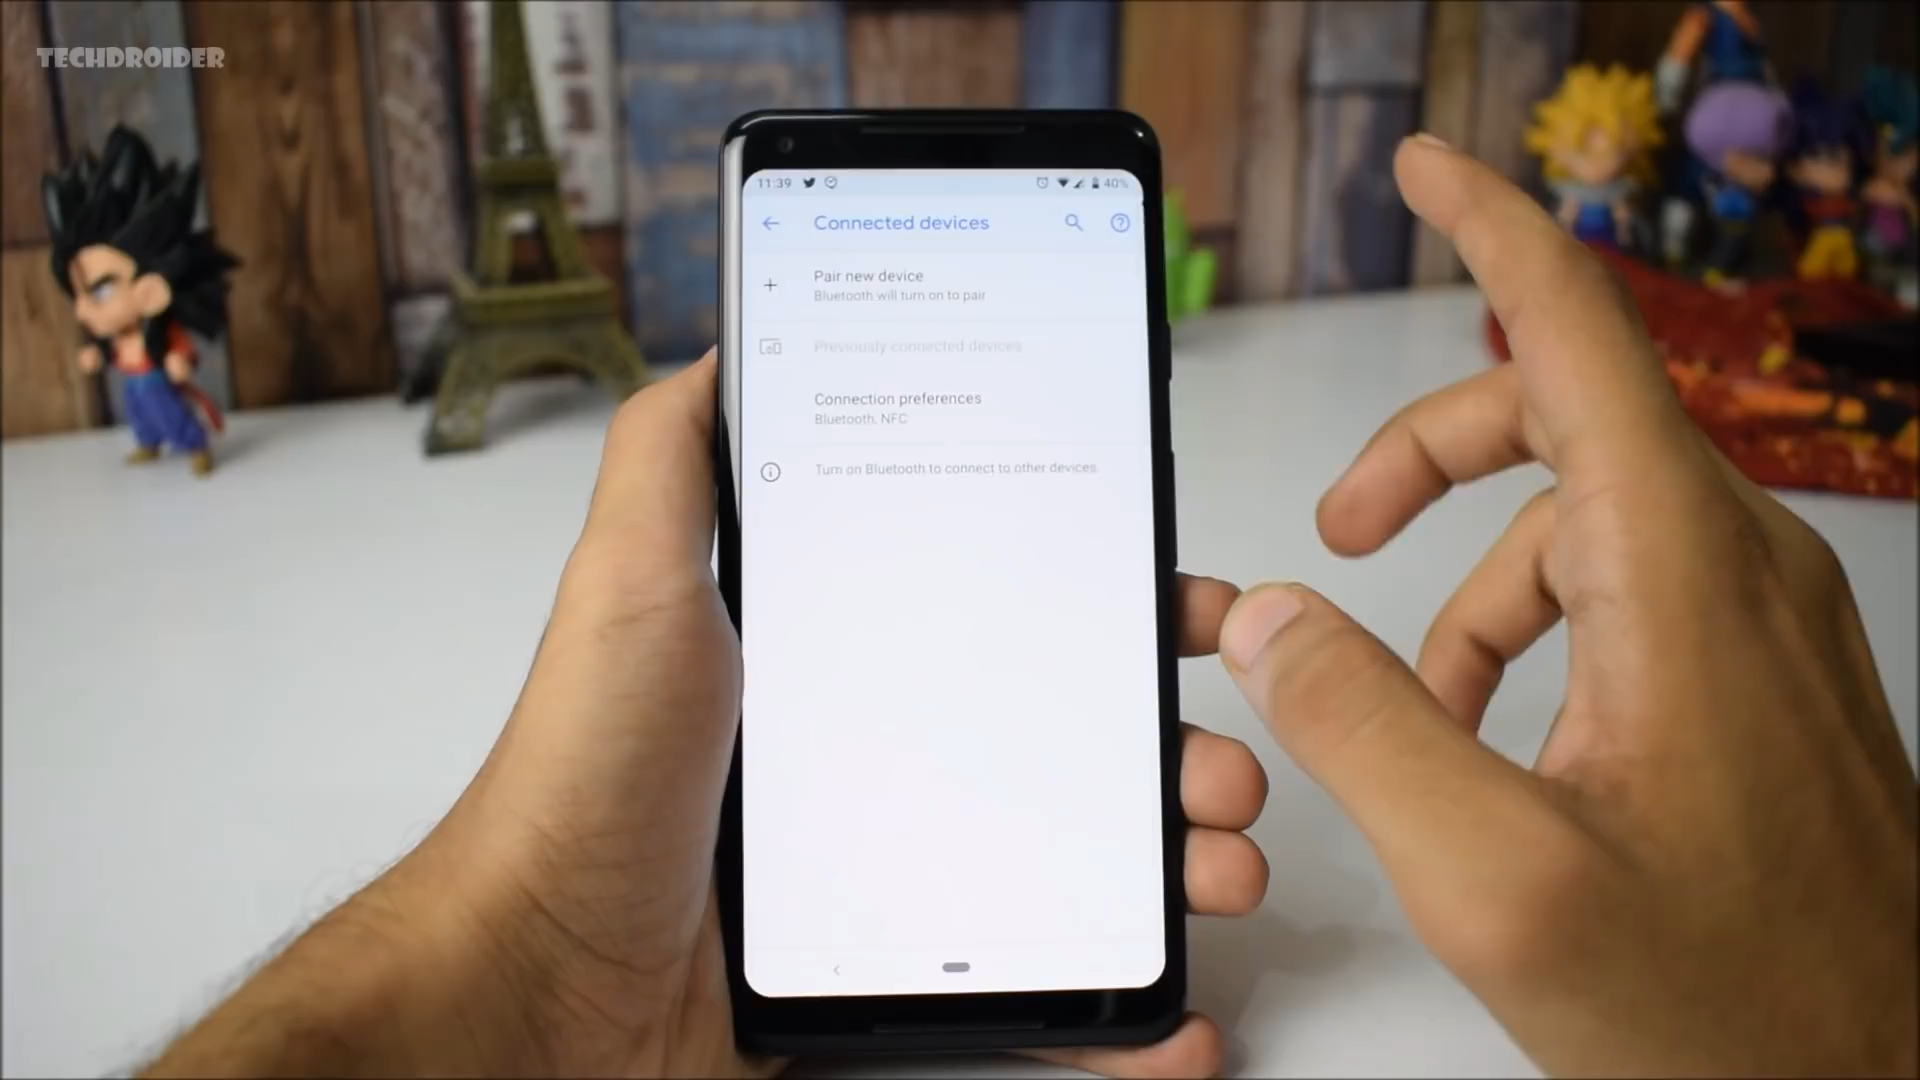 TECHDROIDER
11:39
40%
Connected devices
Pair new device
Bluetooth will turn on to pair
Previously connected devices
Connection preferences
Bluetooth, NFC
Turn on Bluetooth to connect to other devices.